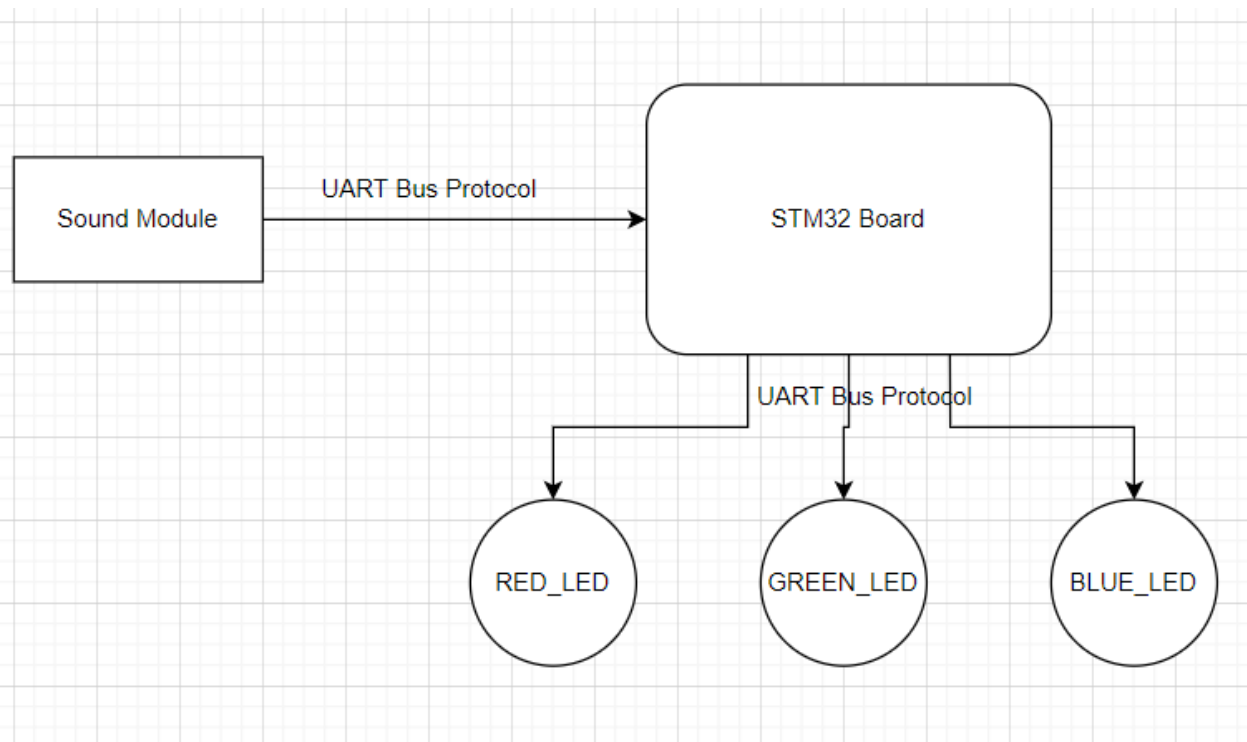 UART Bus Protocol
Sound Module
STM32 Board
UART Bus Protocol
RED_LED
GREEN_LED
BLUE_LED